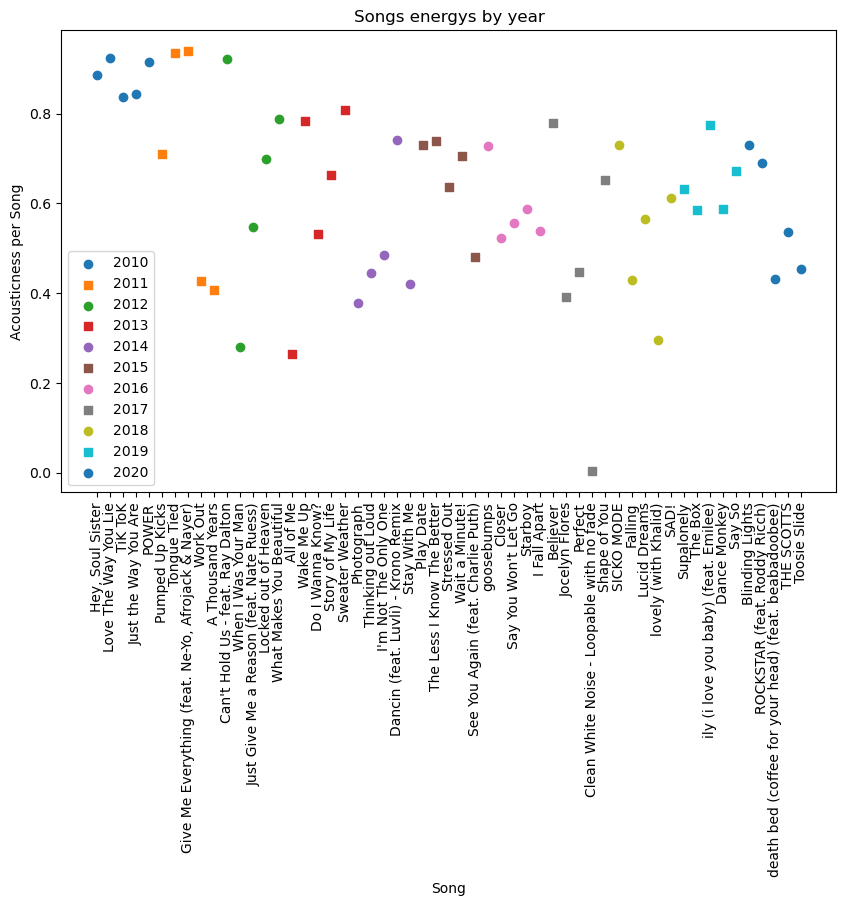 Songs energys by year
Acousticness per Song
0.8
0.6
0.4
0.2
0.0
2010
2011
2012
2013
2014
2015
2016
2017
2018
2019
2020
Hey, Soul Sister
Love The Way You Lie
TiK ToK
Just the Way You Are
POWER
Pumped Up Kicks
Tongue Tied
Give Me Everything (feat. Ne-Yo, Afrojack & Nayer)
Work Out
A Thousand Years
Can't Hold Us - feat. Ray Dalton
When I Was Your Man
Just Give Me a Reason (feat. Nate Ruess)
Locked out of Heaven
What Makes You Beautiful
All of Me
Wake Me Up
Do I Wanna Know?
Story of My Life
Sweater Weather
Photograph
Thinking out Loud
I'm Not The Only One
Dancin (feat. Luvli) - Krono Remix
Stay With Me
Play Date
The Less I Know The Better
Stressed Out
Wait a Minute!
See You Again (feat. Charlie Puth)
goosebumps
Closer
Say You Won't Let Go
Starboy
I Fall Apart
Believer
Jocelyn Flores
Perfect
Clean White Noise - Loopable with no fade
Shape of You
SICKO MODE
Falling
Lucid Dreams
lovely (with Khalid)
SAD!
Supalonely
The Box
ily (i love you baby) (feat. Emilee)
Dance Monkey
Say So
Blinding Lights
ROCKSTAR (feat. Roddy Ricch)
death bed (coffee for your head) (feat. beabadoobee)
THE SCOTTS
Toosie Slide
Song